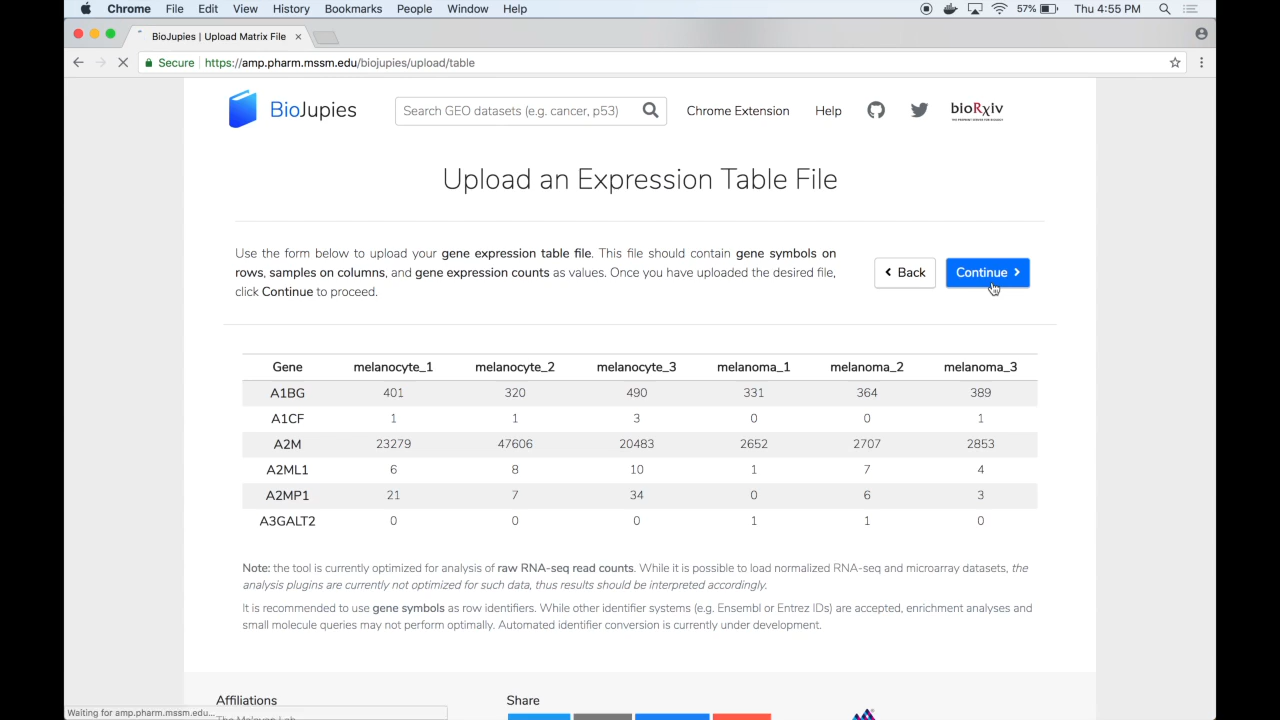 Chrome File Edit View History Bookmarks People Window Help 57% Thu 4:55 PM
BioJupies | Upload Matrix File
Secure https://amp.pharm.mssm.edu/biojupies/upload/table
BioJupies Search GEO datasets (e.g. cancer, p53) Chrome Extension Help bioRxiv
THE PREPRINT SERVER FOR BIOLOGY
Upload an Expression Table File
Use the form below to upload your gene expression table file. This file should contain gene symbols on
rows, samples on columns, and gene expression counts as values. Once you have uploaded the desired file,
click Continue to proceed.
Back Continue
Gene melanocyte_1 melanocyte_2 melanocyte_3 melanoma_1 melanoma_2 melanoma_3
A1BG 401 320 490 331 364 389
A1CF 1 1 3 0 0 1
A2M 23279 47606 20483 2652 2707 2853
A2ML1 6 8 10 1 7 4
A2MP1 21 7 34 0 6 3
A3GALT2 0 0 0 1 1 0
Note: the tool is currently optimized for analysis of raw RNA-seq read counts. While it is possible to load normalized RNA-seq and microarray datasets, the
analysis plugins are currently not optimized for such data, thus results should be interpreted accordingly.
It is recommended to use gene symbols as row identifiers. While other identifier systems (e.g. Ensembl or Entrez IDs) are accepted, enrichment analyses and
small molecule queries may not perform optimally. Automated identifier conversion is currently under development.
Affiliations Share
Waiting for amp.pharm.mssm.edu...